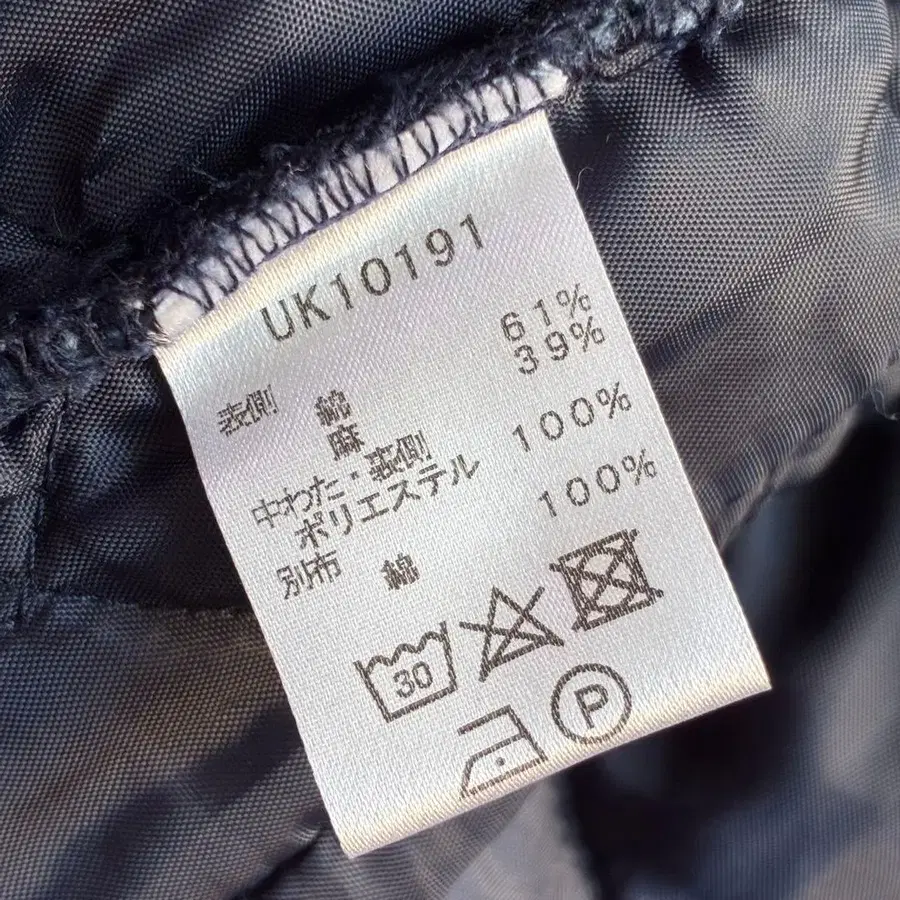 UK10191
表側 綿 61%
麻 39%
中わた・表側
ポリエステル 100%
別布 綿 100%
30
P